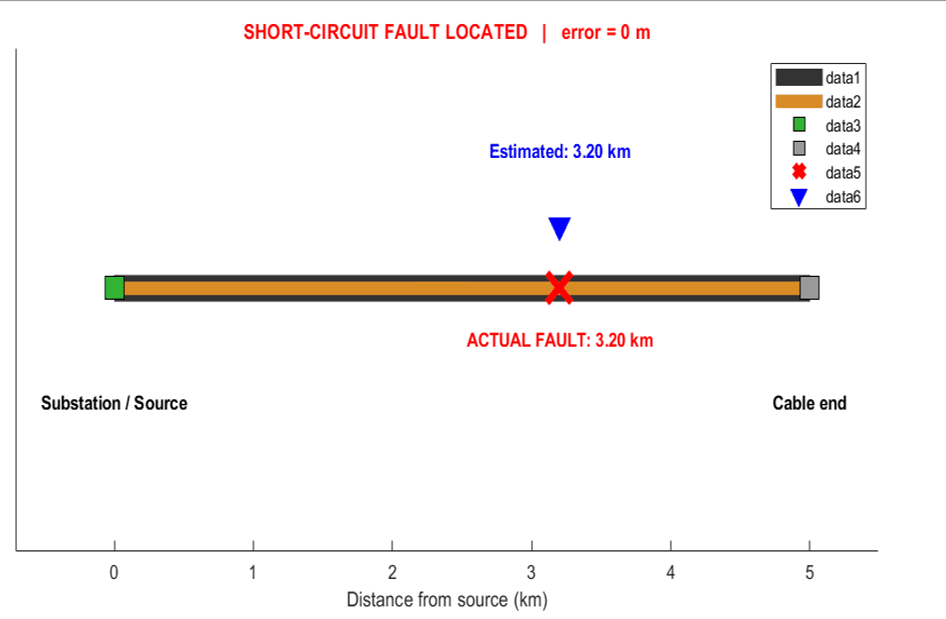 SHORT-CIRCUIT FAULT LOCATED | error = 0 m
data1
data2
data3
data4
data5
data6
Estimated: 3.20 km
ACTUAL FAULT: 3.20 km
Substation / Source Cable end
0 1 2 3 4 5
Distance from source (km)